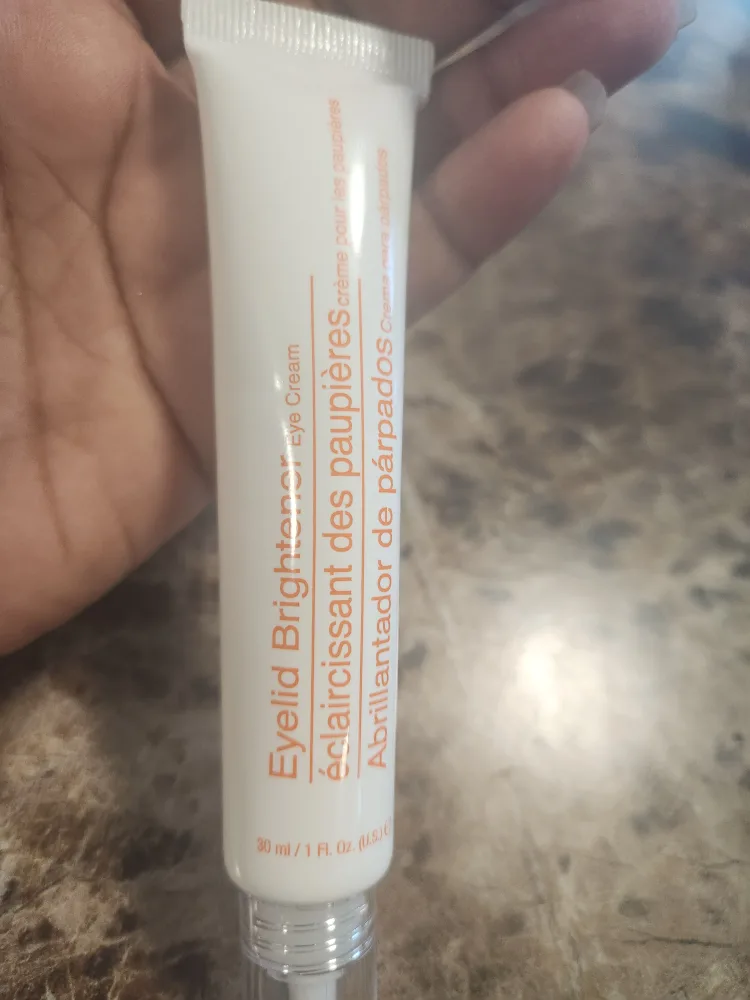 Eyelid Brightener Eye Cream
éclaircissant des paupières crème pour les paupières
Abrillantador de párpados Crema para párpados
30 ml / 1 Fl. Oz. (U.S.)